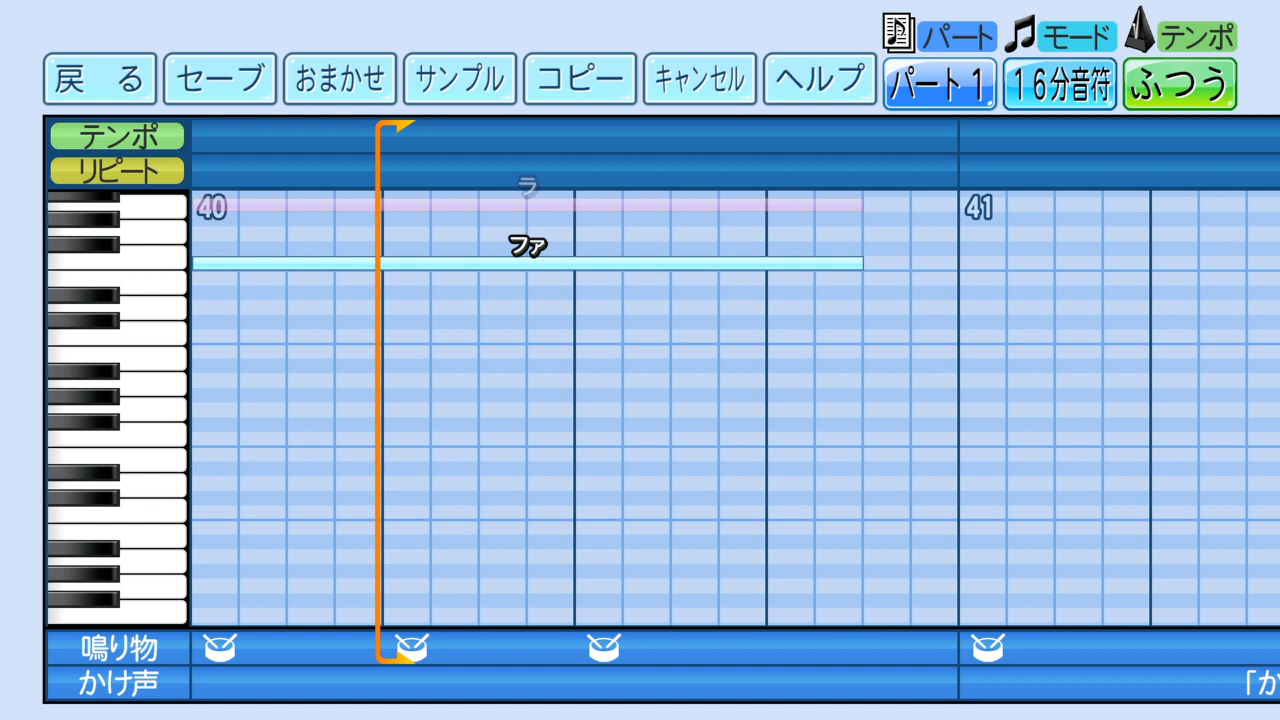 パート モード テンポ
戻る セーブ おまかせ サンプル コピー キャンセル ヘルプ パート1 16分音符 ふつう
テンポ
リピート
ラ
40 41
ファ
鳴り物
かけ声 「か